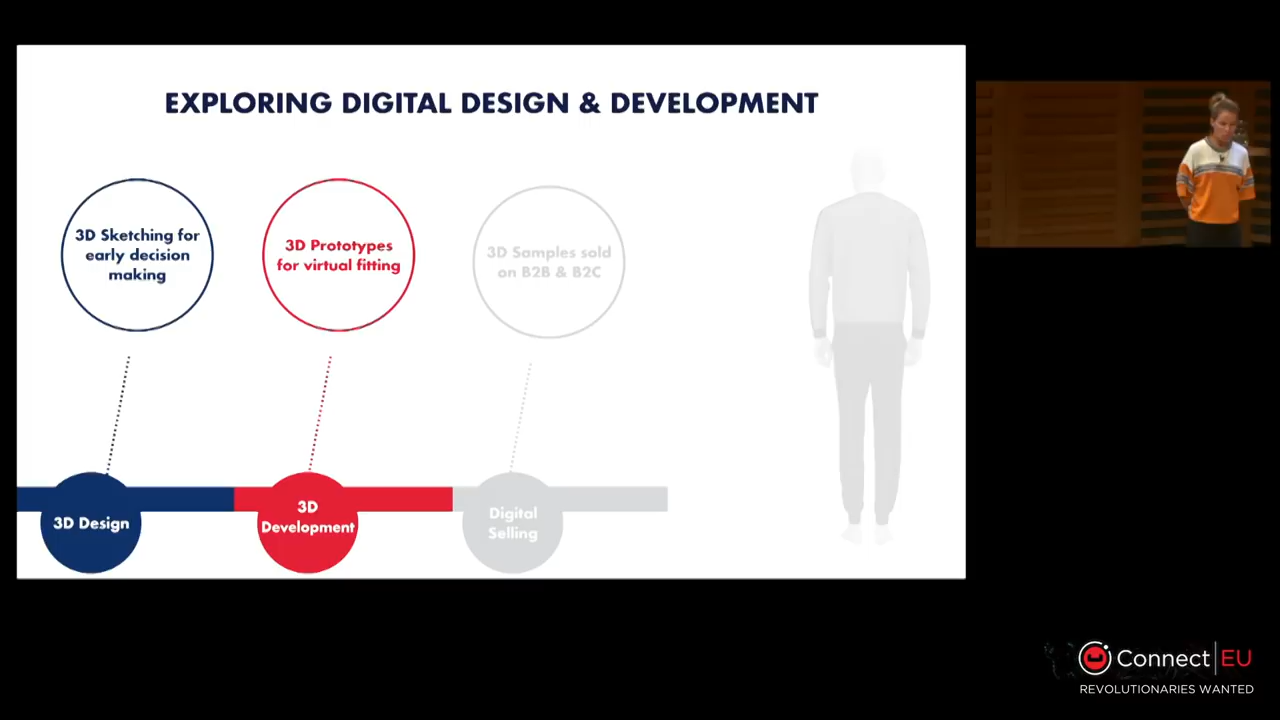 EXPLORING DIGITAL DESIGN & DEVELOPMENT
3D Sketching for
early decision
making
3D Prototypes
for virtual fitting
3D Samples sold
on B2B & B2C
3D Design
3D
Development
Digital
Selling
Connect EU
REVOLUTIONARIES WANTED